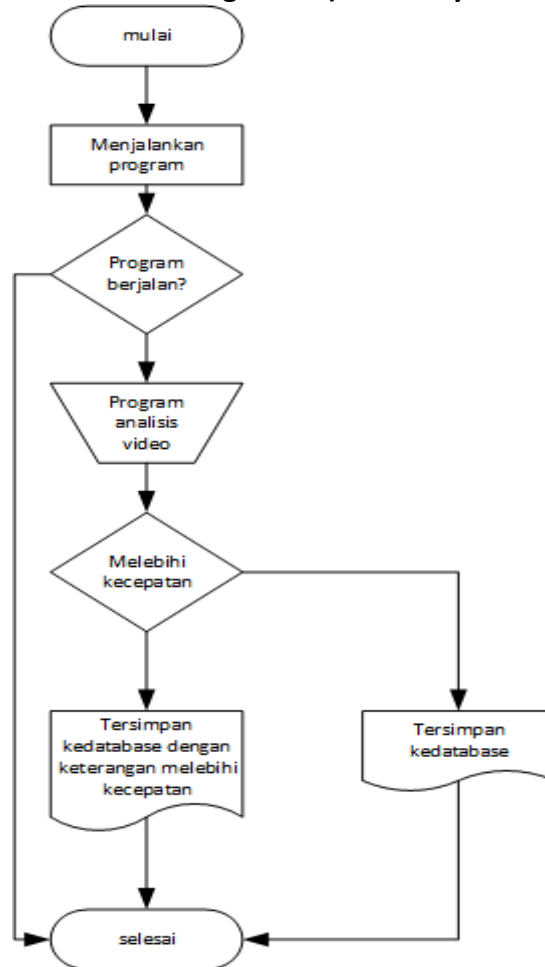 mulai
Menjalankan
program
Program
berjalan?
Program
analisis
video
Melebihi
kecepatan
Tersimpan
kedatabase dengan
keterangan melebihi
kecepatan
Tersimpan
kedatabase
selesai